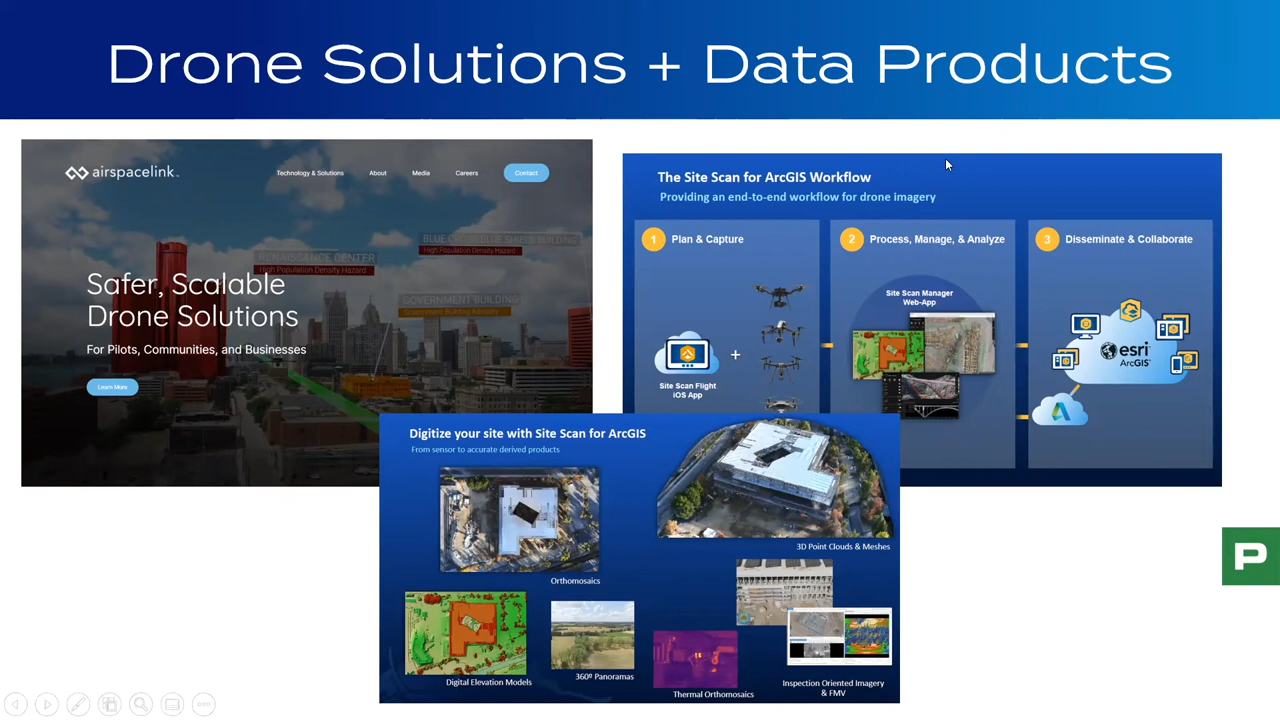 Drone Solutions + Data Products
airspacelink
Technology & Solutions
About
Media
Careers
Contact
BLUE CROSS BLUE SHIELD BUILDING
High Population Density Hazard
RENAISSANCE CENTER
High Population Density Hazard
GOVERNMENT BUILDING
Government Building Advisory
Safer, Scalable
Drone Solutions
For Pilots, Communities, and Businesses
Learn More
The Site Scan for ArcGIS Workflow
Providing an end-to-end workflow for drone imagery
1 Plan & Capture
Site Scan Flight
iOS App
+
2 Process, Manage, & Analyze
Site Scan Manager
Web-App
3 Disseminate & Collaborate
esri
ArcGIS
Digitize your site with Site Scan for ArcGIS
From sensor to accurate derived products
Orthomosaics
3D Point Clouds & Meshes
Digital Elevation Models
360º Panoramas
Thermal Orthomosaics
Inspection Oriented Imagery
& FMV
P